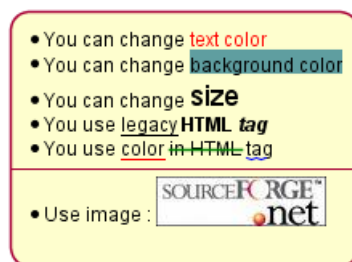 • You can change text color
• You can change background color
• You can change size
• You use legacy HTML tag
• You use color in HTML tag
• Use image : SOURCEFORGE™
.net